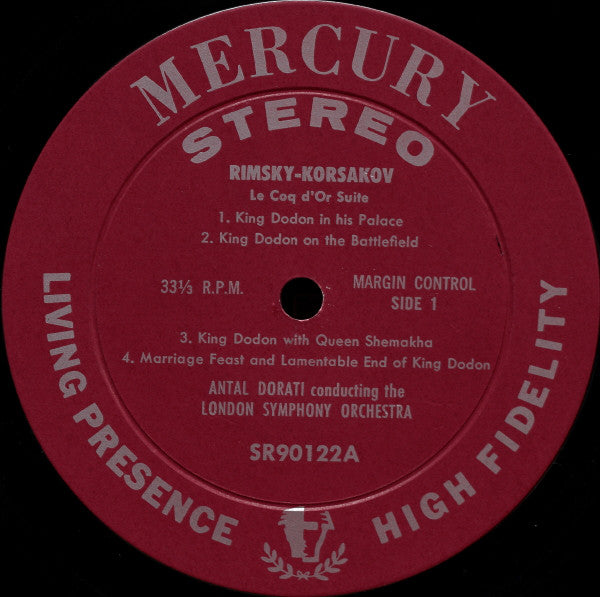 MERCURY
STEREO
RIMSKY-KORSAKOV
Le Coq d'Or Suite
1. King Dodon in his Palace
2. King Dodon on the Battlefield
33⅓ R.P.M.
MARGIN CONTROL
SIDE 1
3. King Dodon with Queen Shemakha
4. Marriage Feast and Lamentable End of King Dodon
ANTAL DORATI conducting the
LONDON SYMPHONY ORCHESTRA
SR90122A
LIVING PRESENCE
HIGH FIDELITY